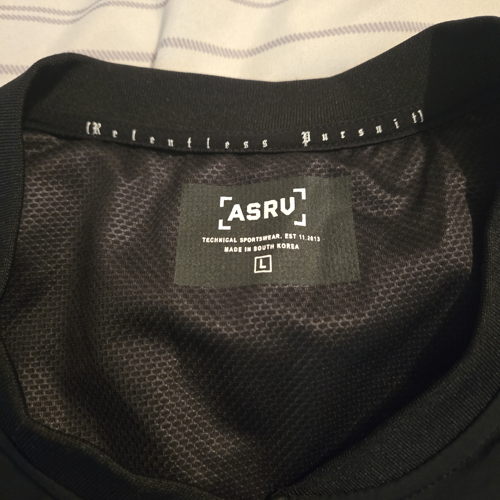 [Relentless Pursuit]
[ASRV]
TECHNICAL SPORTSWEAR. EST 11.2013
MADE IN SOUTH KOREA
L